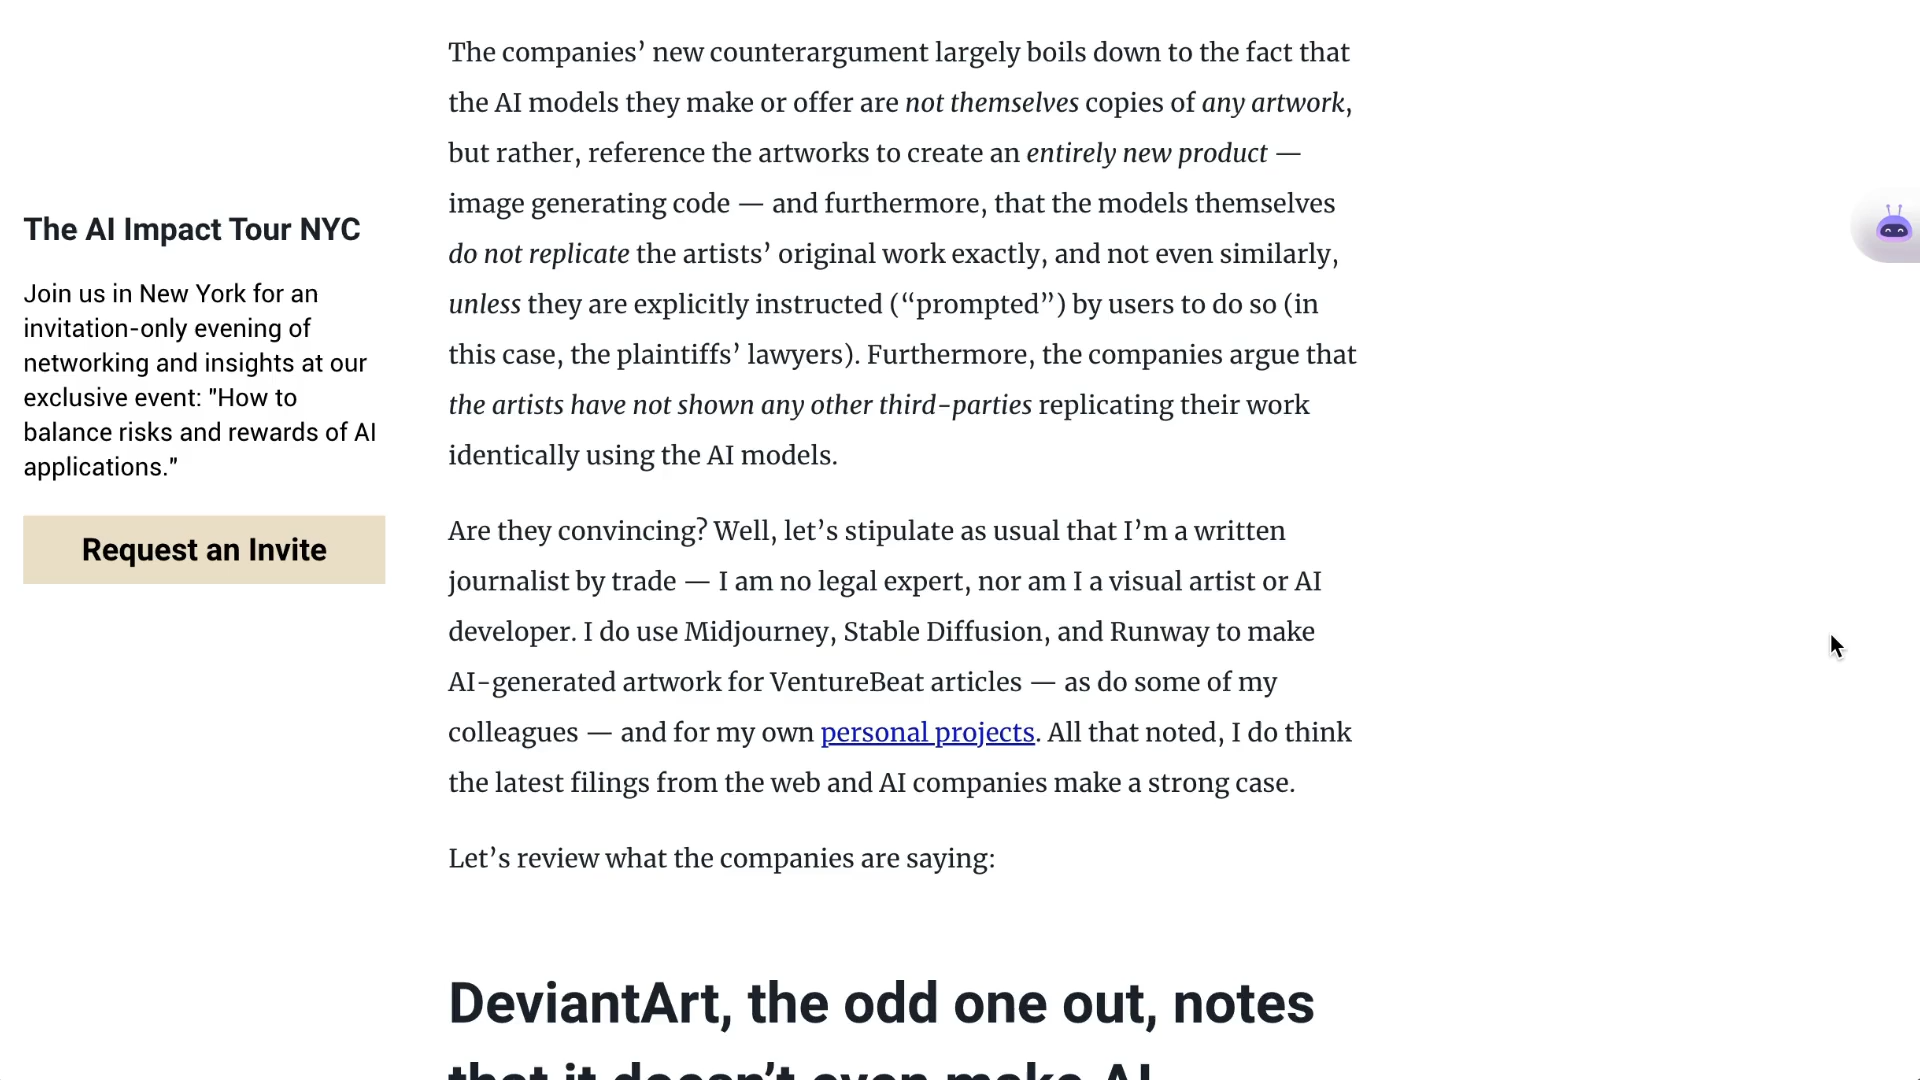 The companies’ new counterargument largely boils down to the fact that
the AI models they make or offer are not themselves copies of any artwork,
but rather, reference the artworks to create an entirely new product —
image generating code — and furthermore, that the models themselves
do not replicate the artists’ original work exactly, and not even similarly,
unless they are explicitly instructed (“prompted”) by users to do so (in
this case, the plaintiffs’ lawyers). Furthermore, the companies argue that
the artists have not shown any other third-parties replicating their work
identically using the AI models.
Are they convincing? Well, let’s stipulate as usual that I’m a written
journalist by trade — I am no legal expert, nor am I a visual artist or AI
developer. I do use Midjourney, Stable Diffusion, and Runway to make
AI-generated artwork for VentureBeat articles — as do some of my
colleagues — and for my own personal projects. All that noted, I do think
the latest filings from the web and AI companies make a strong case.
Let’s review what the companies are saying:
DeviantArt, the odd one out, notes
that it doesn’t even make AI
The AI Impact Tour NYC
Join us in New York for an
invitation-only evening of
networking and insights at our
exclusive event: "How to
balance risks and rewards of AI
applications."
Request an Invite